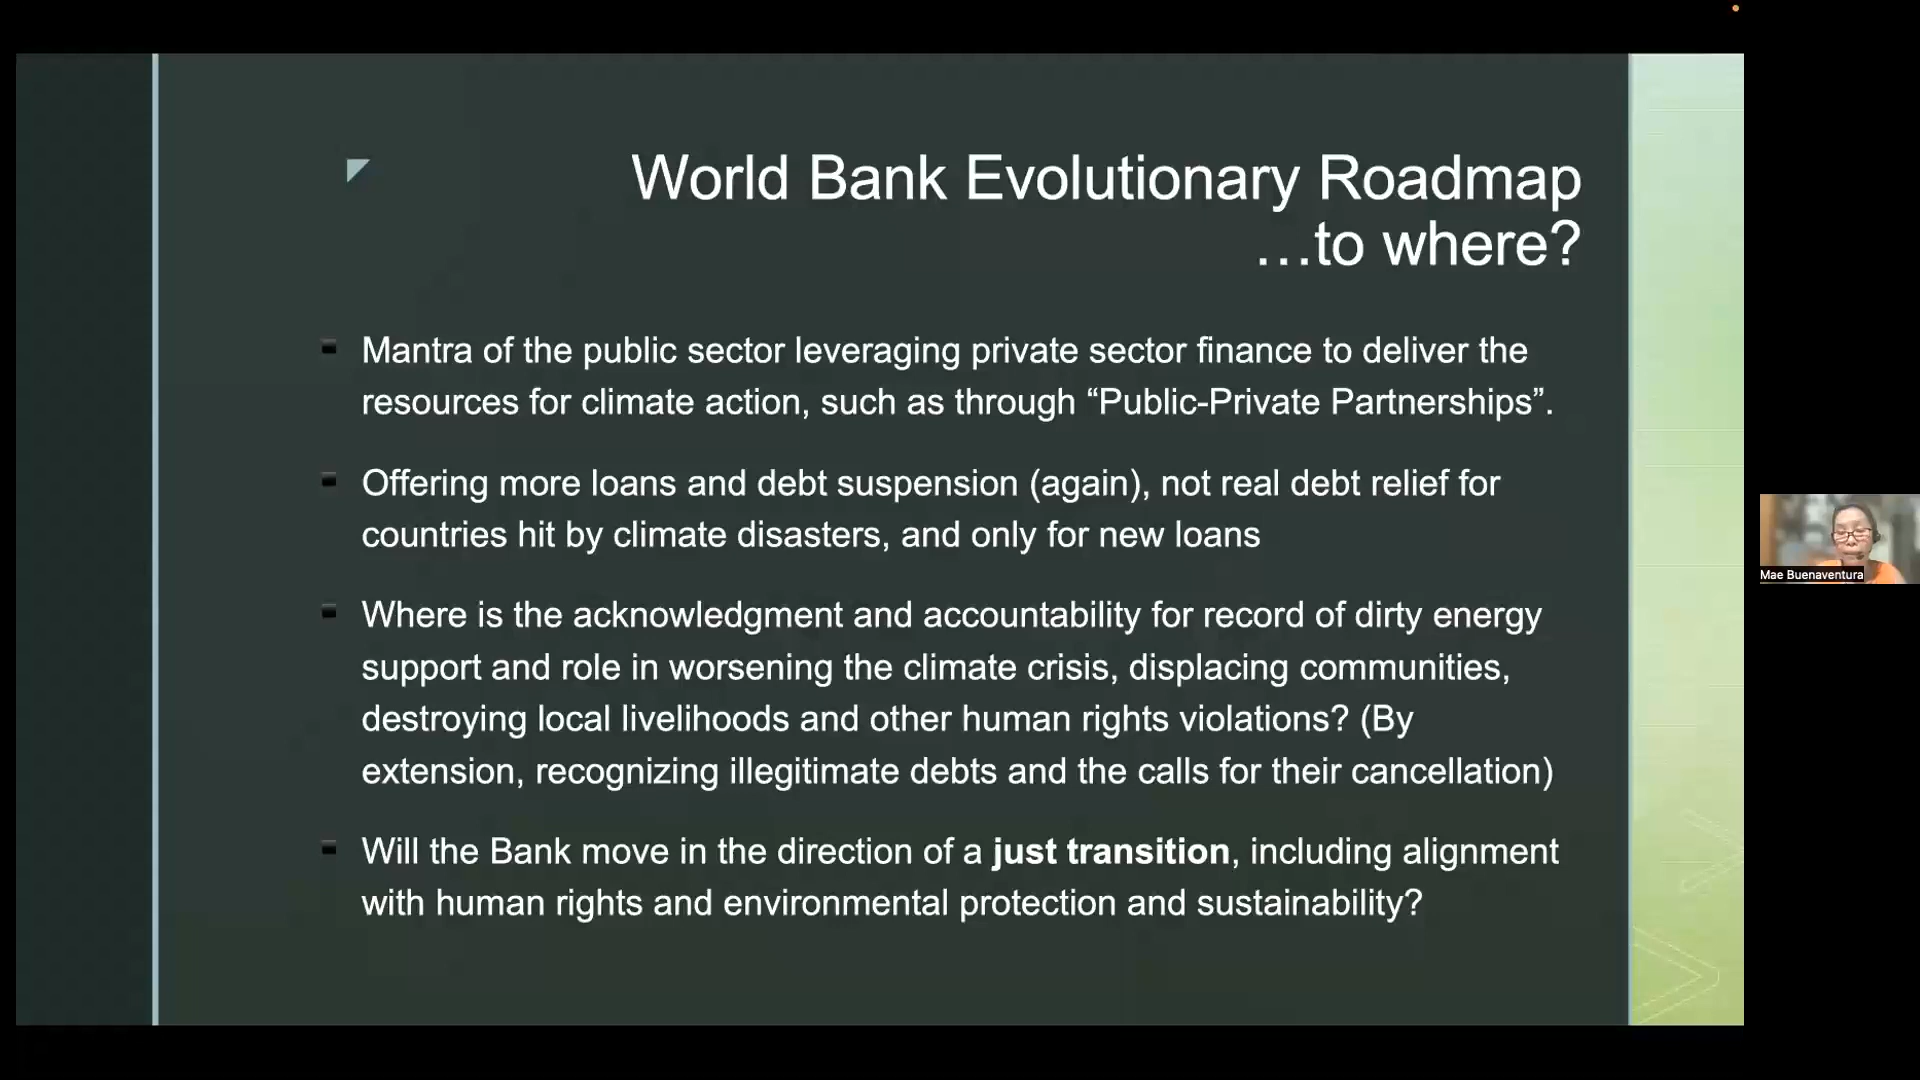 World Bank Evolutionary Roadmap
…to where?
Mantra of the public sector leveraging private sector finance to deliver the
resources for climate action, such as through “Public-Private Partnerships”.
Offering more loans and debt suspension (again), not real debt relief for
countries hit by climate disasters, and only for new loans
Where is the acknowledgment and accountability for record of dirty energy
support and role in worsening the climate crisis, displacing communities,
destroying local livelihoods and other human rights violations? (By
extension, recognizing illegitimate debts and the calls for their cancellation)
Will the Bank move in the direction of a just transition, including alignment
with human rights and environmental protection and sustainability?
Mae Buenaventura